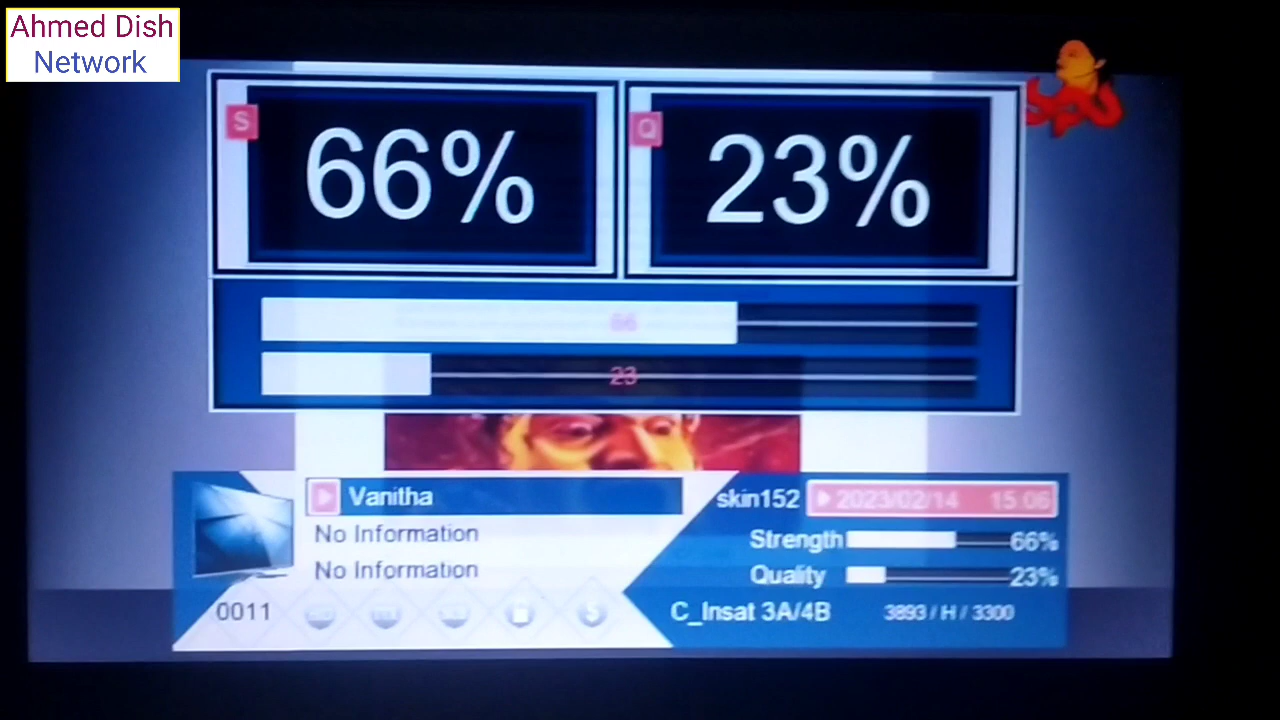 Ahmed Dish
Network
S
66%
Q
23%
66
23
Vanitha
skin152
2023/02/14 15:06
No Information
Strength 66%
No Information
Quality 23%
0011
$
C_Insat 3A/4B
3893 / H / 3300